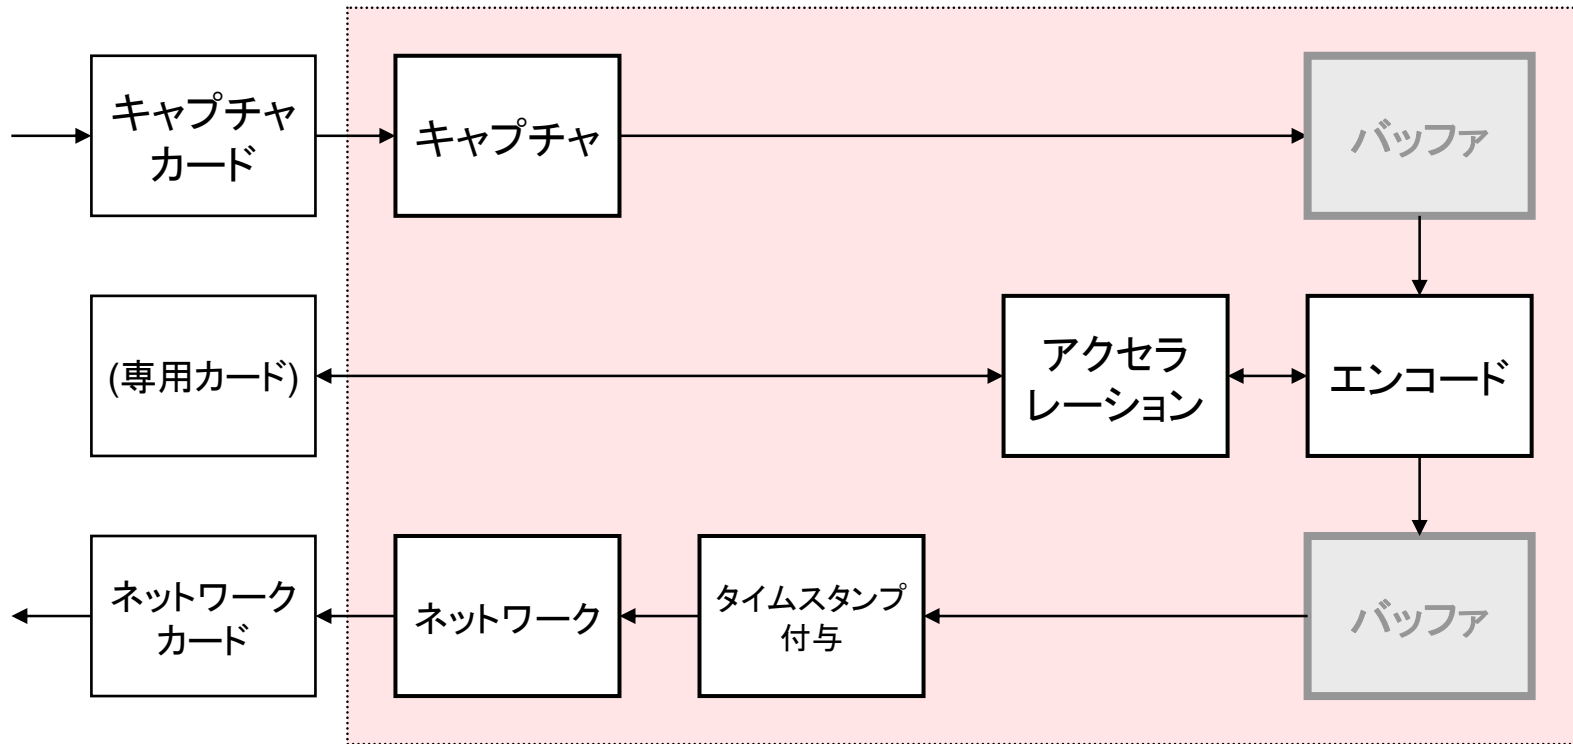 キャプチャ
カード
キャプチャ
バッファ
(専用カード)
アクセラ
レーション
エンコード
ネットワーク
カード
ネットワーク
タイムスタンプ
付与
バッファ